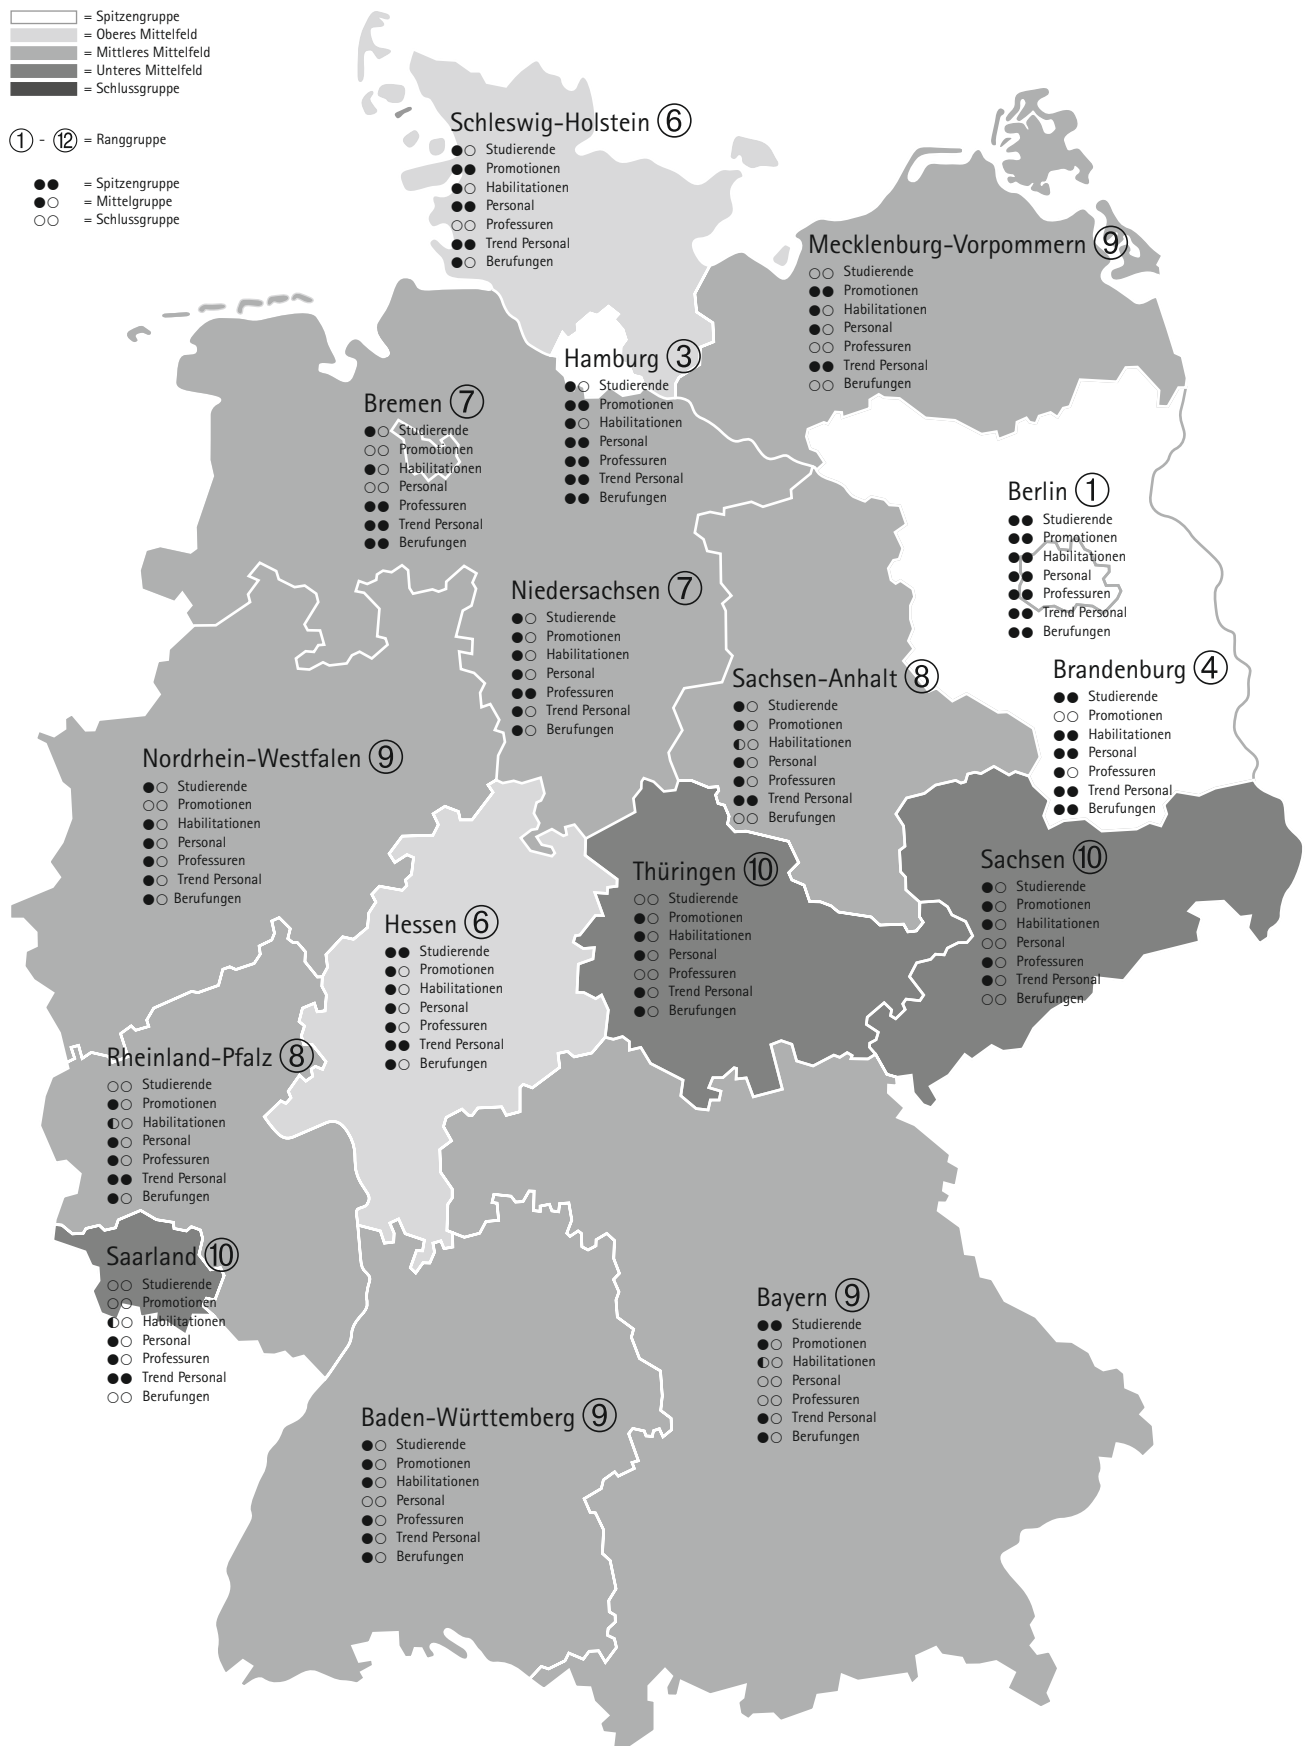 = Spitzengruppe
= Oberes Mittelfeld
= Mittleres Mittelfeld
= Unteres Mittelfeld
= Schlussgruppe
① - ⑫ = Ranggruppe
●● = Spitzengruppe
●○ = Mittelgruppe
○○ = Schlussgruppe
Schleswig-Holstein ⑥
●○ Studierende
●● Promotionen
●○ Habilitationen
●● Personal
○○ Professuren
●● Trend Personal
●○ Berufungen
Mecklenburg-Vorpommern ⑨
○○ Studierende
●● Promotionen
●○ Habilitationen
●○ Personal
○○ Professuren
●● Trend Personal
○○ Berufungen
Hamburg ③
●○ Studierende
●● Promotionen
●○ Habilitationen
●● Personal
●● Professuren
●● Trend Personal
●● Berufungen
Bremen ⑦
●○ Studierende
○○ Promotionen
●○ Habilitationen
○○ Personal
●● Professuren
●● Trend Personal
●● Berufungen
Berlin ①
●● Studierende
●● Promotionen
●● Habilitationen
●● Personal
●● Professuren
●● Trend Personal
●● Berufungen
Niedersachsen ⑦
●○ Studierende
●○ Promotionen
●○ Habilitationen
●○ Personal
●● Professuren
●○ Trend Personal
●○ Berufungen
Brandenburg ④
●● Studierende
○○ Promotionen
●● Habilitationen
●● Personal
●○ Professuren
●● Trend Personal
●● Berufungen
Sachsen-Anhalt ⑧
●○ Studierende
●○ Promotionen
◐○ Habilitationen
●○ Personal
●○ Professuren
●● Trend Personal
○○ Berufungen
Nordrhein-Westfalen ⑨
●○ Studierende
○○ Promotionen
●○ Habilitationen
●○ Personal
●○ Professuren
●○ Trend Personal
●○ Berufungen
Sachsen ⑩
●○ Studierende
●○ Promotionen
●○ Habilitationen
○○ Personal
●○ Professuren
●○ Trend Personal
○○ Berufungen
Thüringen ⑩
○○ Studierende
●○ Promotionen
●○ Habilitationen
●○ Personal
○○ Professuren
●○ Trend Personal
●○ Berufungen
Hessen ⑥
●● Studierende
●○ Promotionen
●○ Habilitationen
●○ Personal
●○ Professuren
●● Trend Personal
●○ Berufungen
Rheinland-Pfalz ⑧
○○ Studierende
●○ Promotionen
◐○ Habilitationen
●○ Personal
●○ Professuren
●● Trend Personal
●○ Berufungen
Saarland ⑩
○○ Studierende
○○ Promotionen
◐○ Habilitationen
●○ Personal
●○ Professuren
●● Trend Personal
○○ Berufungen
Bayern ⑨
●● Studierende
●○ Promotionen
◐○ Habilitationen
○○ Personal
○○ Professuren
●○ Trend Personal
●○ Berufungen
Baden-Württemberg ⑨
●○ Studierende
●○ Promotionen
●○ Habilitationen
○○ Personal
●○ Professuren
●○ Trend Personal
●○ Berufungen